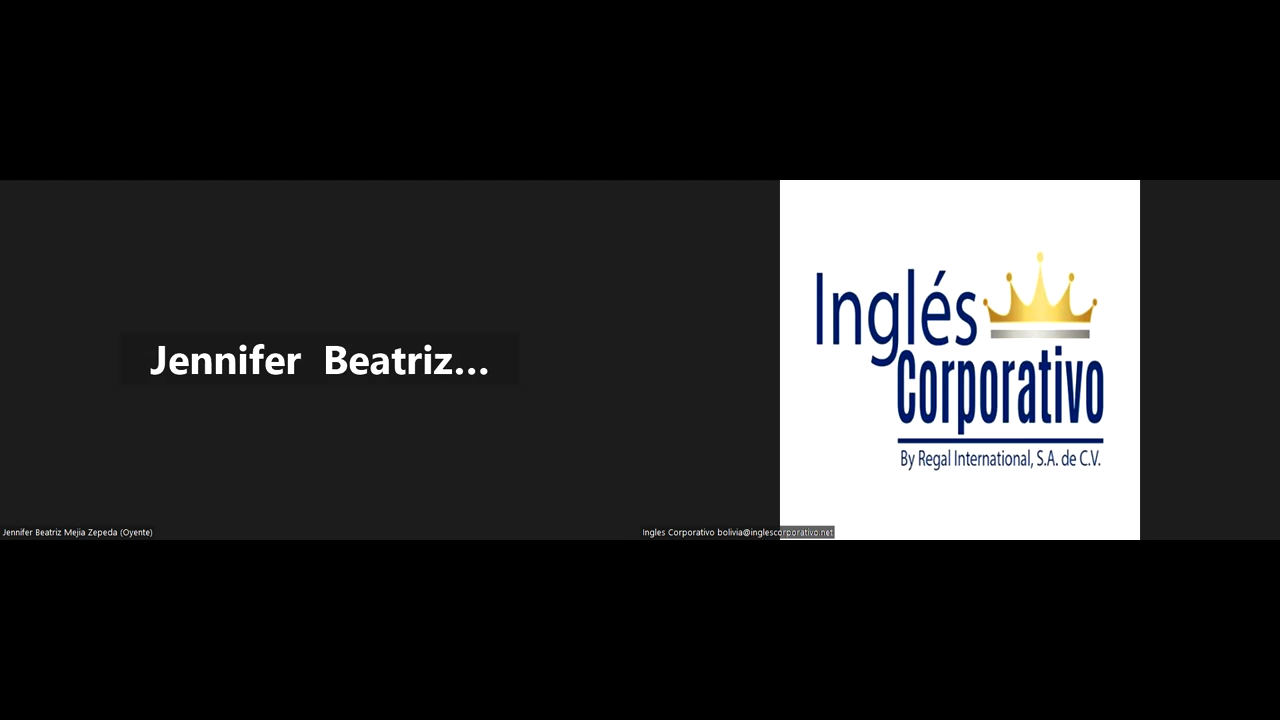 Jennifer Beatriz...
Jennifer Beatriz Mejia Zepeda (Oyente)
Inglés
Corporativo
By Regal International, S.A. de C.V.
Ingles Corporativo bolivia@inglescorporativo.net